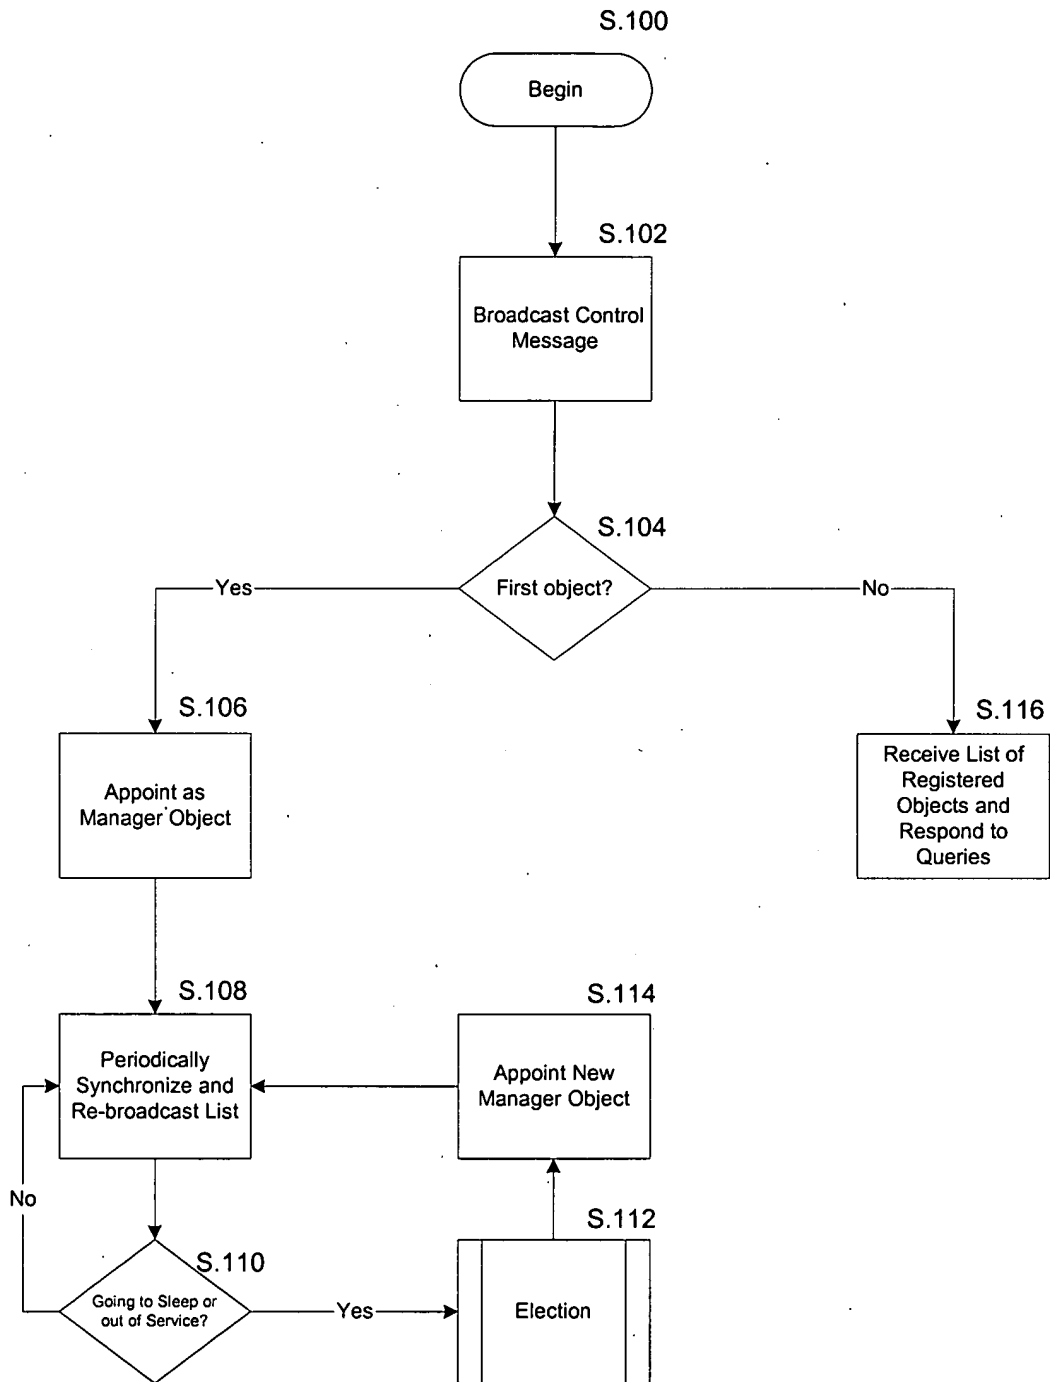 S.100
Begin
S.102
Broadcast Control
Message
S.104
First object?
Yes
No
S.106
Appoint as
Manager Object
S.116
Receive List of
Registered
Objects and
Respond to
Queries
S.108
Periodically
Synchronize and
Re-broadcast List
S.114
Appoint New
Manager Object
No
S.110
Going to Sleep or
out of Service?
Yes
S.112
Election